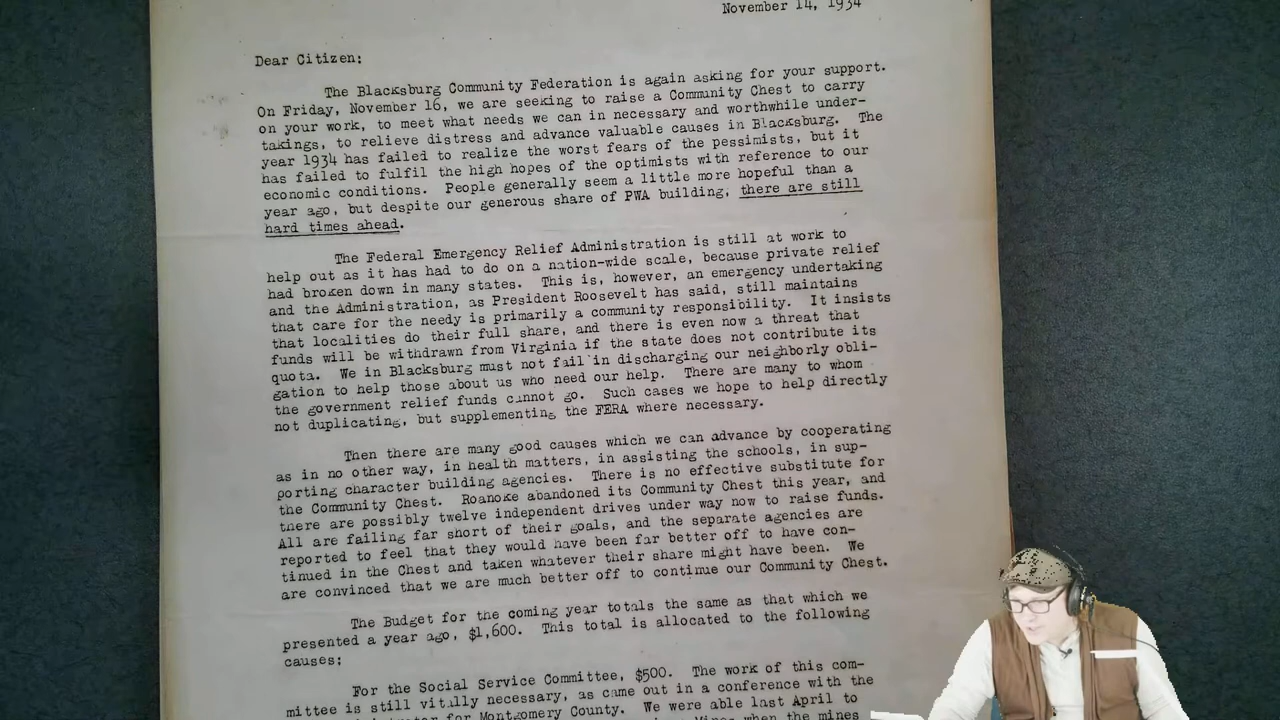 November 14, 1934
Dear Citizen:
The Blacksburg Community Federation is again asking for your support.
On Friday, November 16, we are seeking to raise a Community Chest to carry
on your work, to meet what needs we can in necessary and worthwhile under-
takings, to relieve distress and advance valuable causes in Blacksburg. The
year 1934 has failed to realize the worst fears of the pessimists, but it
has failed to fulfil the high hopes of the optimists with reference to our
economic conditions. People generally seem a little more hopeful than a
year ago, but despite our generous share of PWA building, there are still
hard times ahead.
The Federal Emergency Relief Administration is still at work to
help out as it has had to do on a nation-wide scale, because private relief
had broken down in many states. This is, however, an emergency undertaking
and the Administration, as President Roosevelt has said, still maintains
that care for the needy is primarily a community responsibility. It insists
that localities do their full share, and there is even now a threat that
funds will be withdrawn from Virginia if the state does not contribute its
quota. We in Blacksburg must not fail in discharging our neighborly obli-
gation to help those about us who need our help. There are many to whom
the government relief funds cannot go. Such cases we hope to help directly
not duplicating, but supplementing the FERA where necessary.
Then there are many good causes which we can advance by cooperating
as in no other way, in health matters, in assisting the schools, in sup-
porting character building agencies. There is no effective substitute for
the Community Chest. Roanoke abandoned its Community Chest this year, and
there are possibly twelve independent drives under way now to raise funds.
All are failing far short of their goals, and the separate agencies are
reported to feel that they would have been far better off to have con-
tinued in the Chest and taken whatever their share might have been. We
are convinced that we are much better off to continue our Community Chest.
The Budget for the coming year totals the same as that which we
presented a year ago, $1,600. This total is allocated to the following
causes:
For the Social Service Committee, $500. The work of this com-
mittee is still vitally necessary, as came out in a conference with the
for Montgomery County. We were able last April to
when the mines